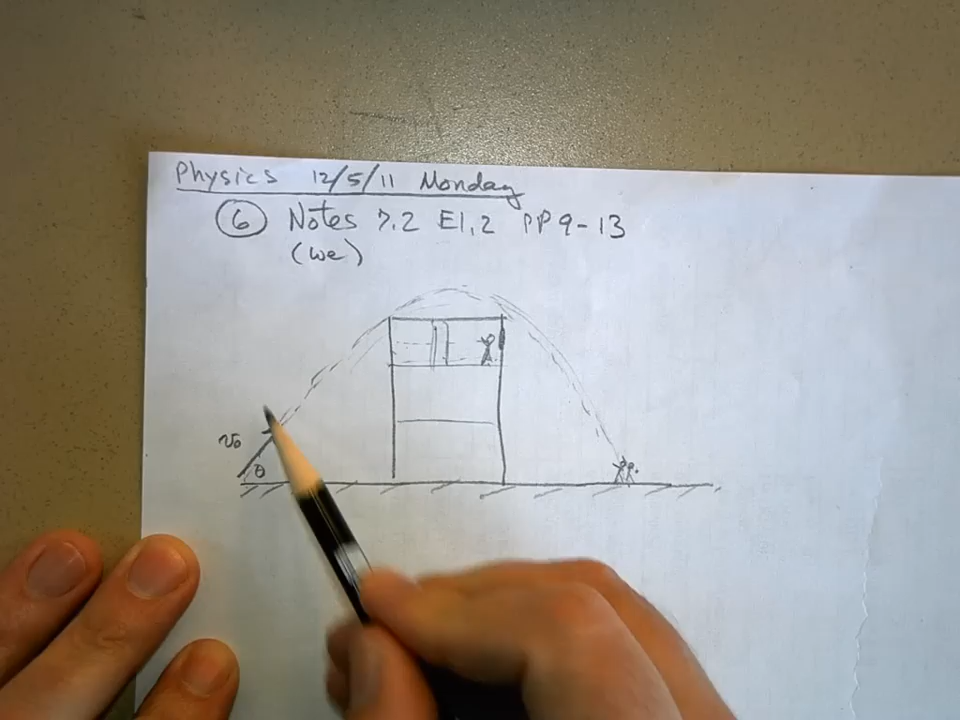 Physics 12/5/11 Monday
6 Notes 7.2 E1,2 PP 9-13
(we)
v₀
θ